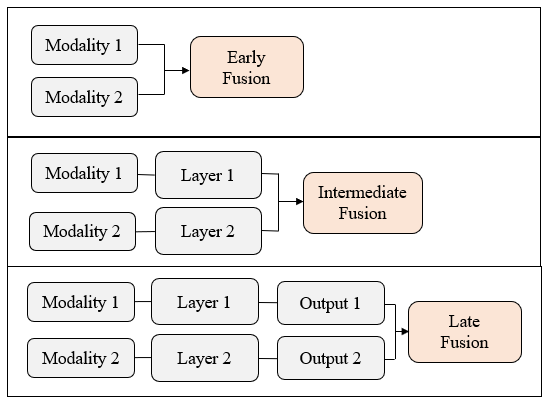 Modality 1
Modality 2
Early
Fusion
Modality 1
Layer 1
Modality 2
Layer 2
Intermediate
Fusion
Modality 1
Layer 1
Output 1
Modality 2
Layer 2
Output 2
Late
Fusion